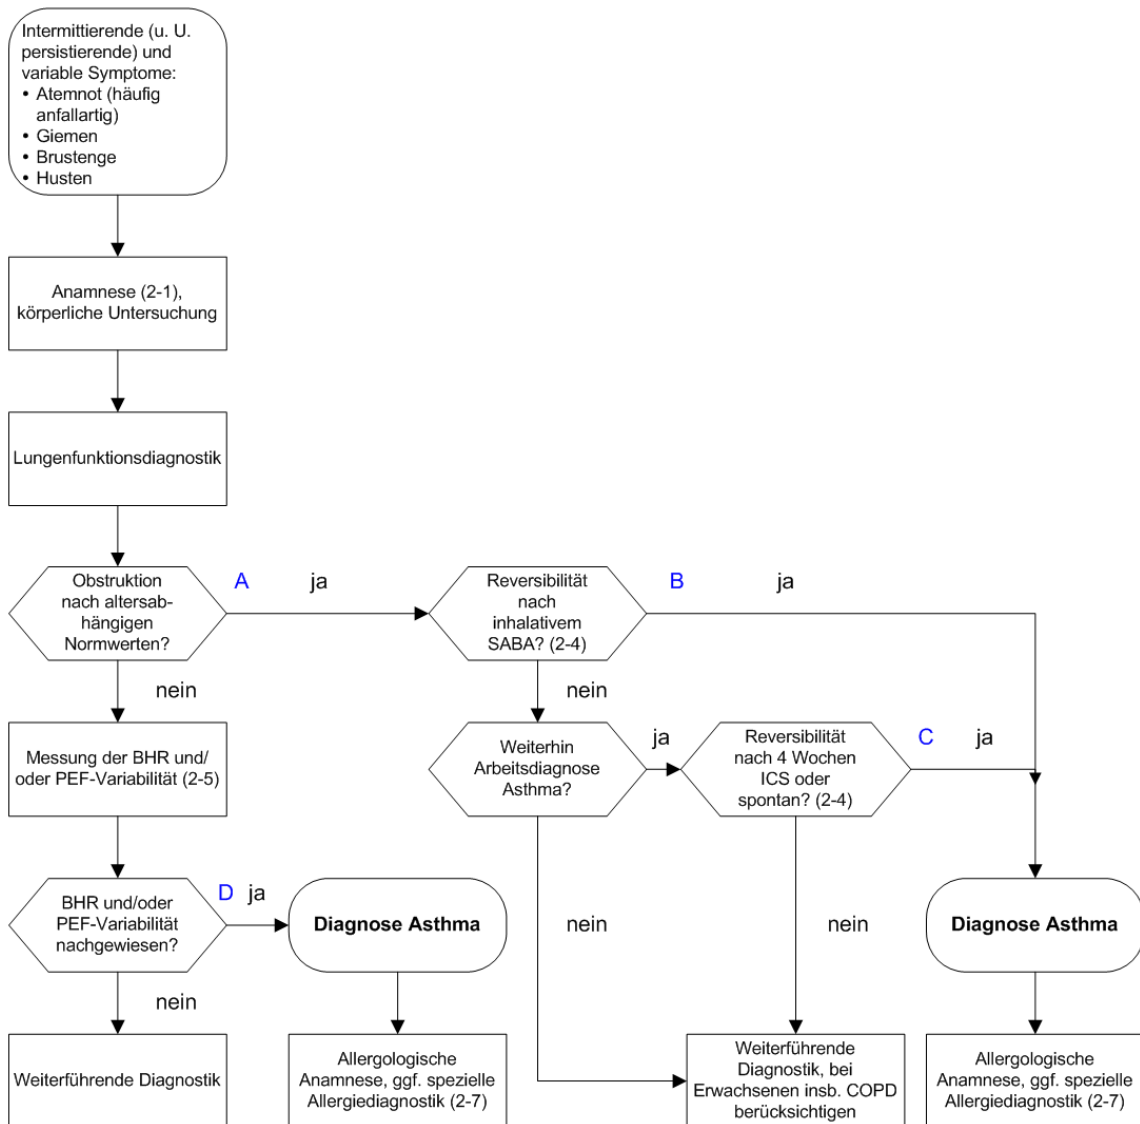 Intermittierende (u. U.
persistierende) und
variable Symptome:
• Atemnot (häufig
anfallartig)
• Giemen
• Brustenge
• Husten
Anamnese (2-1),
körperliche Untersuchung
Lungenfunktionsdiagnostik
Obstruktion
nach altersab-
hängigen
Normwerten?
A
ja
Reversibilität
nach
inhalativem
SABA? (2-4)
B
ja
nein
nein
Messung der BHR und/
oder PEF-Variabilität (2-5)
Weiterhin
Arbeitsdiagnose
Asthma?
ja
Reversibilität
nach 4 Wochen
ICS oder
spontan? (2-4)
C
ja
BHR und/oder
PEF-Variabilität
nachgewiesen?
D
ja
Diagnose Asthma
nein
nein
Diagnose Asthma
nein
Weiterführende Diagnostik
Allergologische
Anamnese, ggf. spezielle
Allergiediagnostik (2-7)
Weiterführende
Diagnostik, bei
Erwachsenen insb. COPD
berücksichtigen
Allergologische
Anamnese, ggf. spezielle
Allergiediagnostik (2-7)